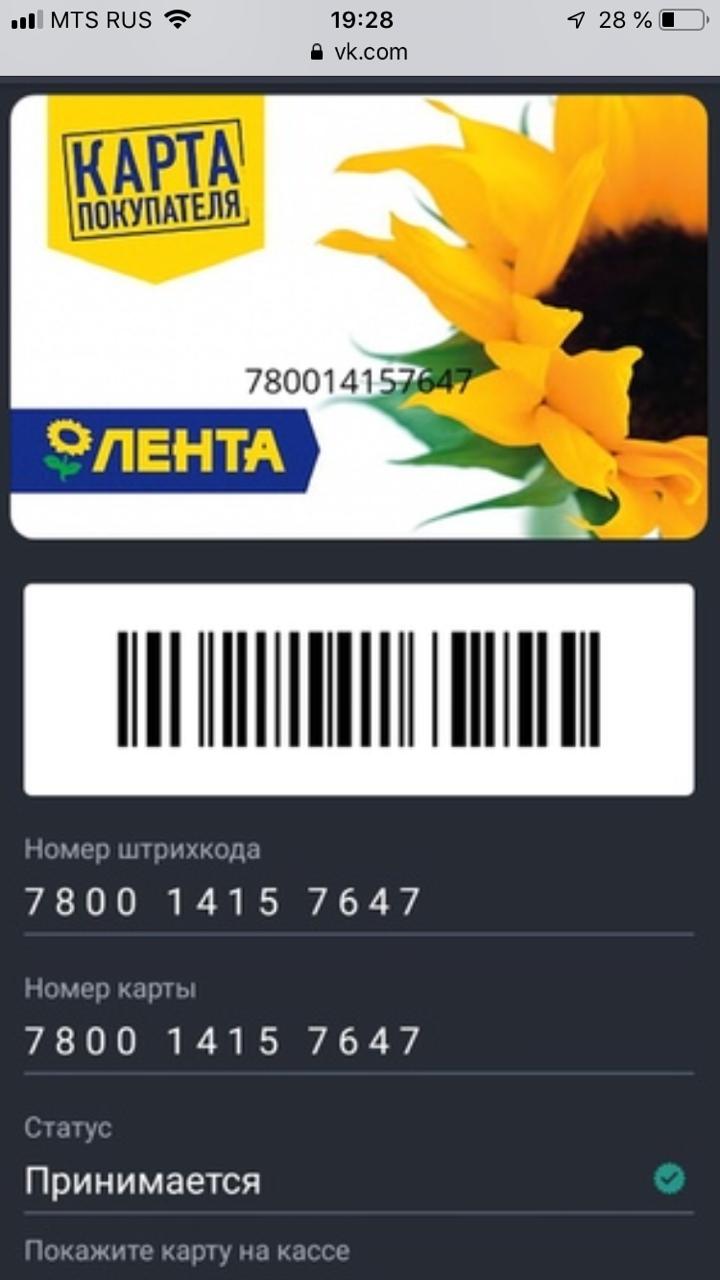 MTS RUS 19:28 28 %
vk.com
КАРТА
ПОКУПАТЕЛЯ
780014157647
ЛЕНТА
Номер штрихкода
7800 1415 7647
Номер карты
7800 1415 7647
Статус
Принимается
Покажите карту на кассе